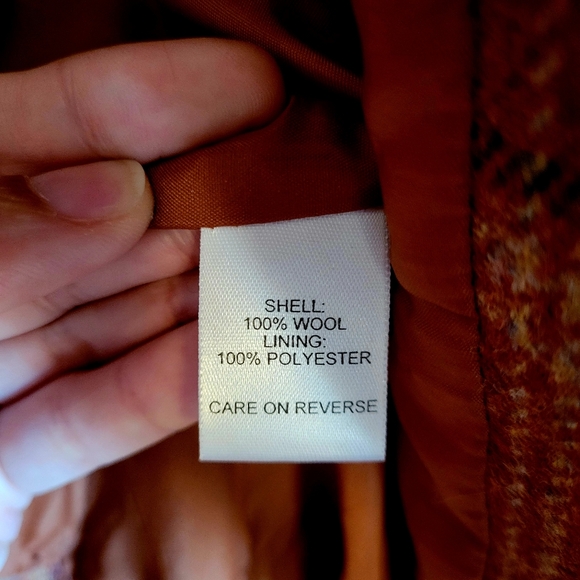 SHELL:
100% WOOL
LINING:
100% POLYESTER
CARE ON REVERSE